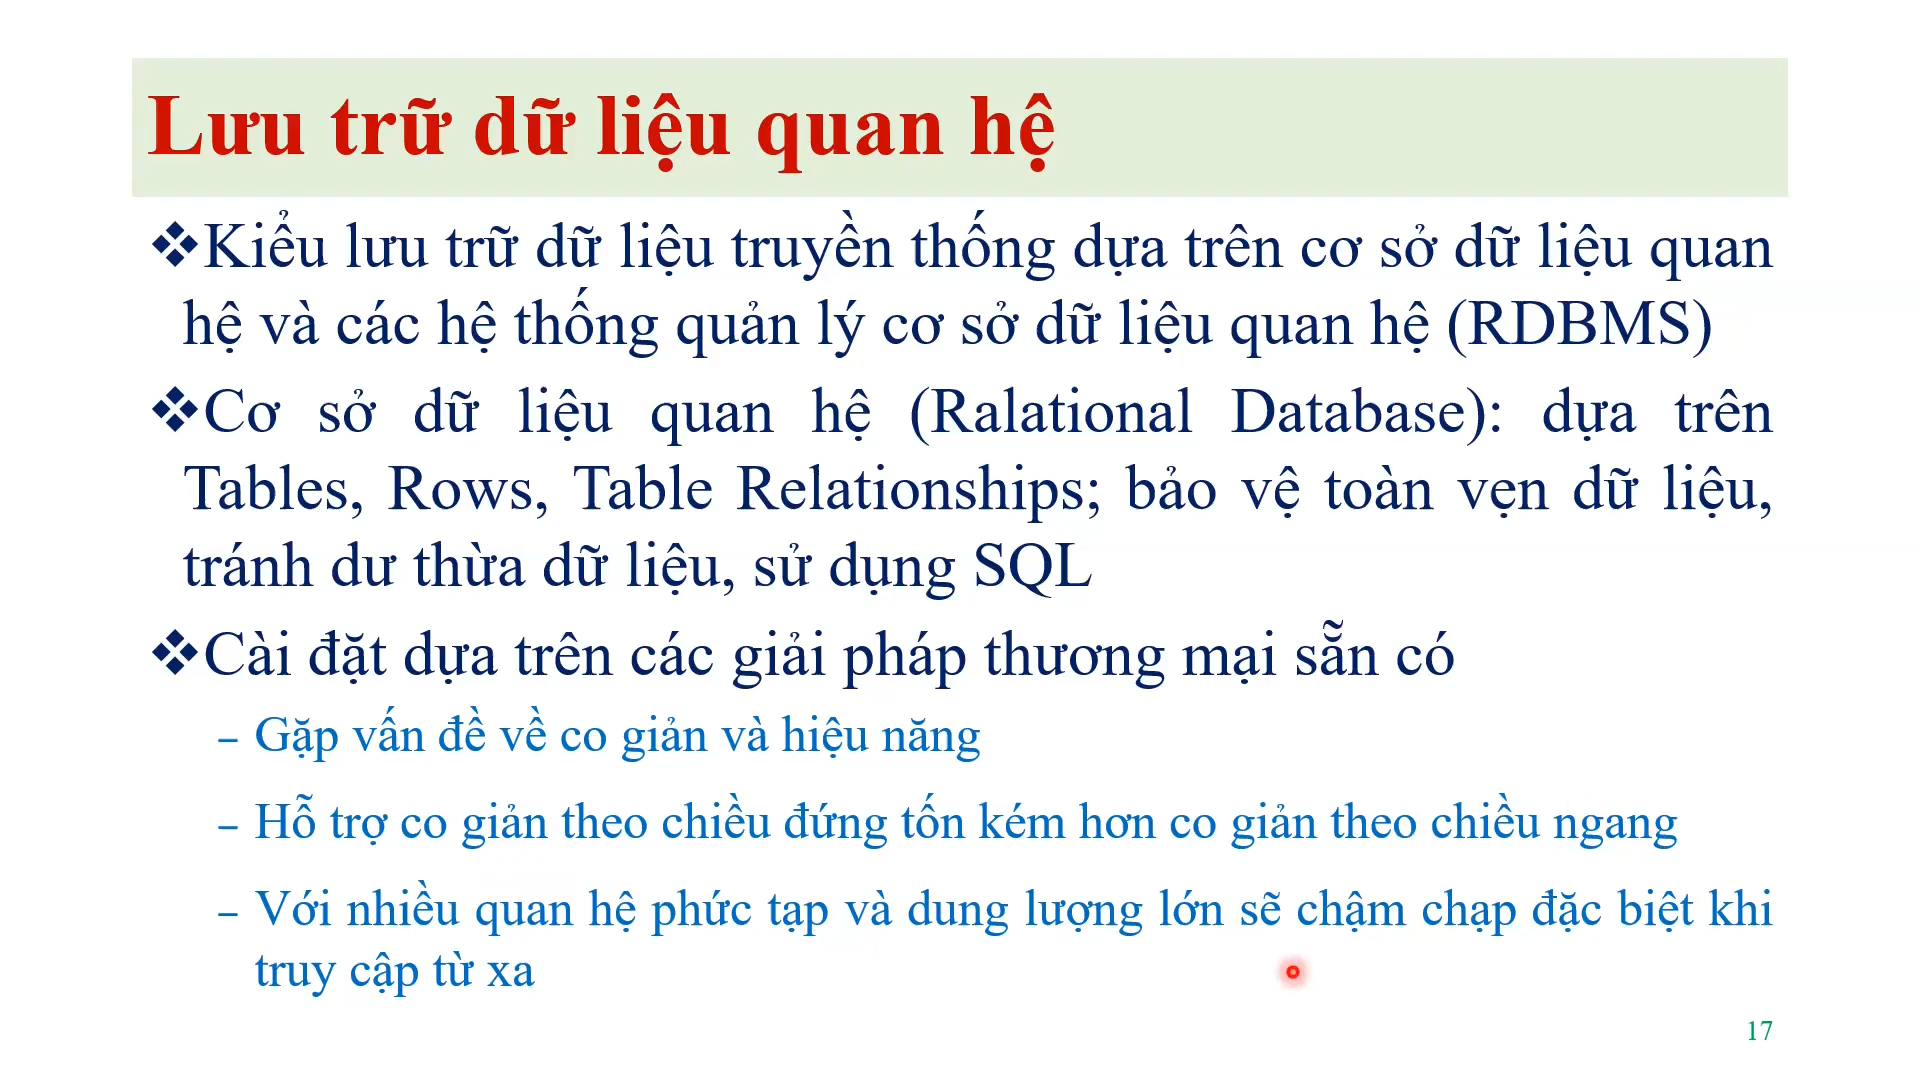 Lưu trữ dữ liệu quan hệ
❖Kiểu lưu trữ dữ liệu truyền thống dựa trên cơ sở dữ liệu quan
hệ và các hệ thống quản lý cơ sở dữ liệu quan hệ (RDBMS)
❖Cơ sở dữ liệu quan hệ (Ralational Database): dựa trên
Tables, Rows, Table Relationships; bảo vệ toàn vẹn dữ liệu,
tránh dư thừa dữ liệu, sử dụng SQL
❖Cài đặt dựa trên các giải pháp thương mại sẵn có
– Gặp vấn đề về co giản và hiệu năng
– Hỗ trợ co giản theo chiều đứng tốn kém hơn co giản theo chiều ngang
– Với nhiều quan hệ phức tạp và dung lượng lớn sẽ chậm chạp đặc biệt khi
truy cập từ xa
17